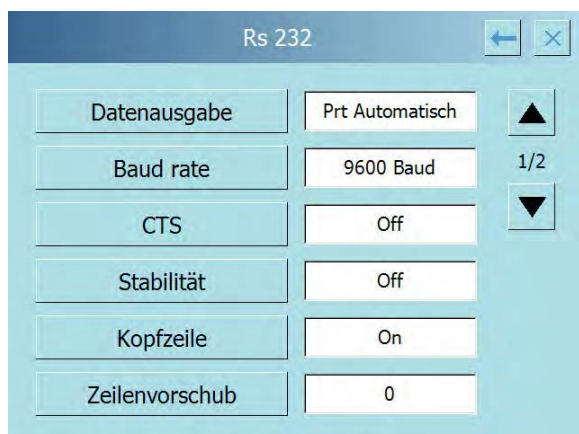 Rs 232
Datenausgabe Prt Automatisch
Baud rate 9600 Baud 1/2
CTS Off
Stabilität Off
Kopfzeile On
Zeilenvorschub 0